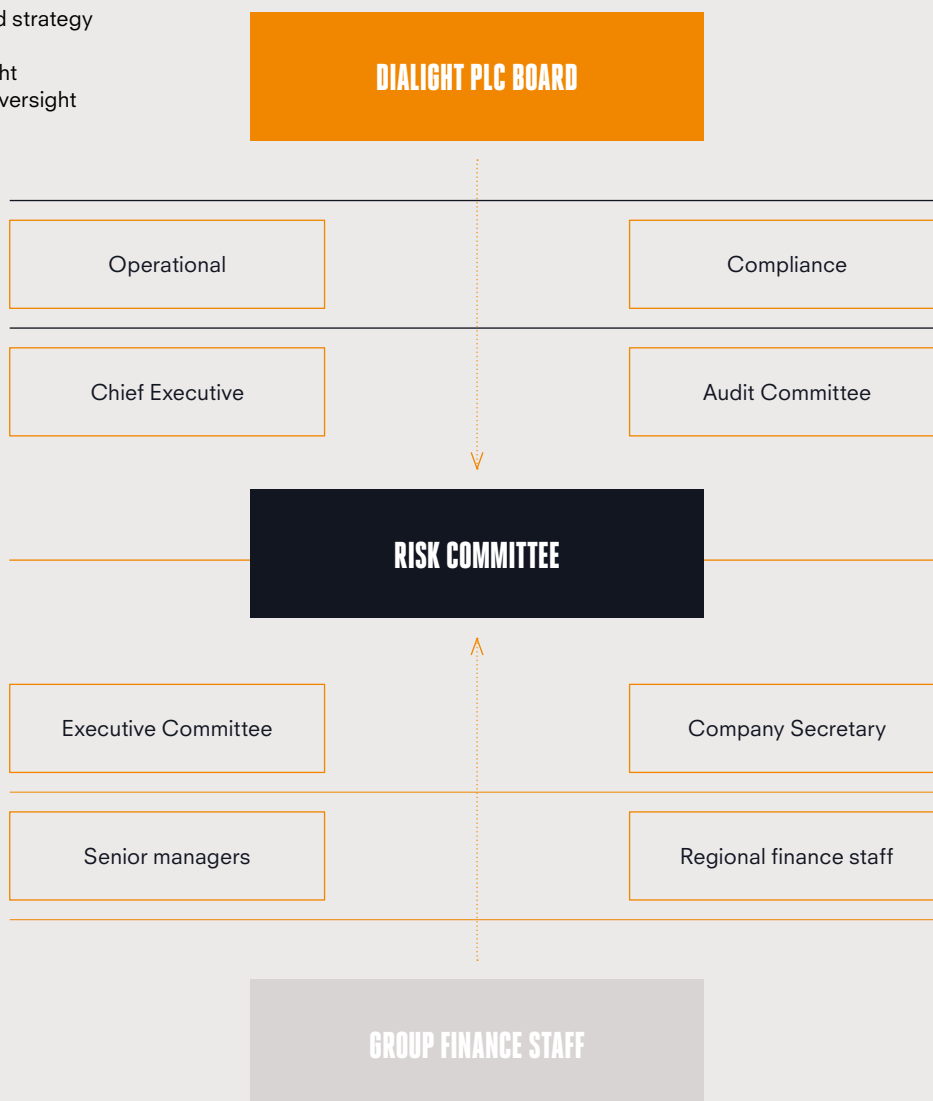 strategy
versight
DIALIGHT PLC BOARD
Operational
Compliance
Chief Executive
Audit Committee
RISK COMMITTEE
Executive Committee
Company Secretary
Senior managers
Regional finance staff
GROUP FINANCE STAFF